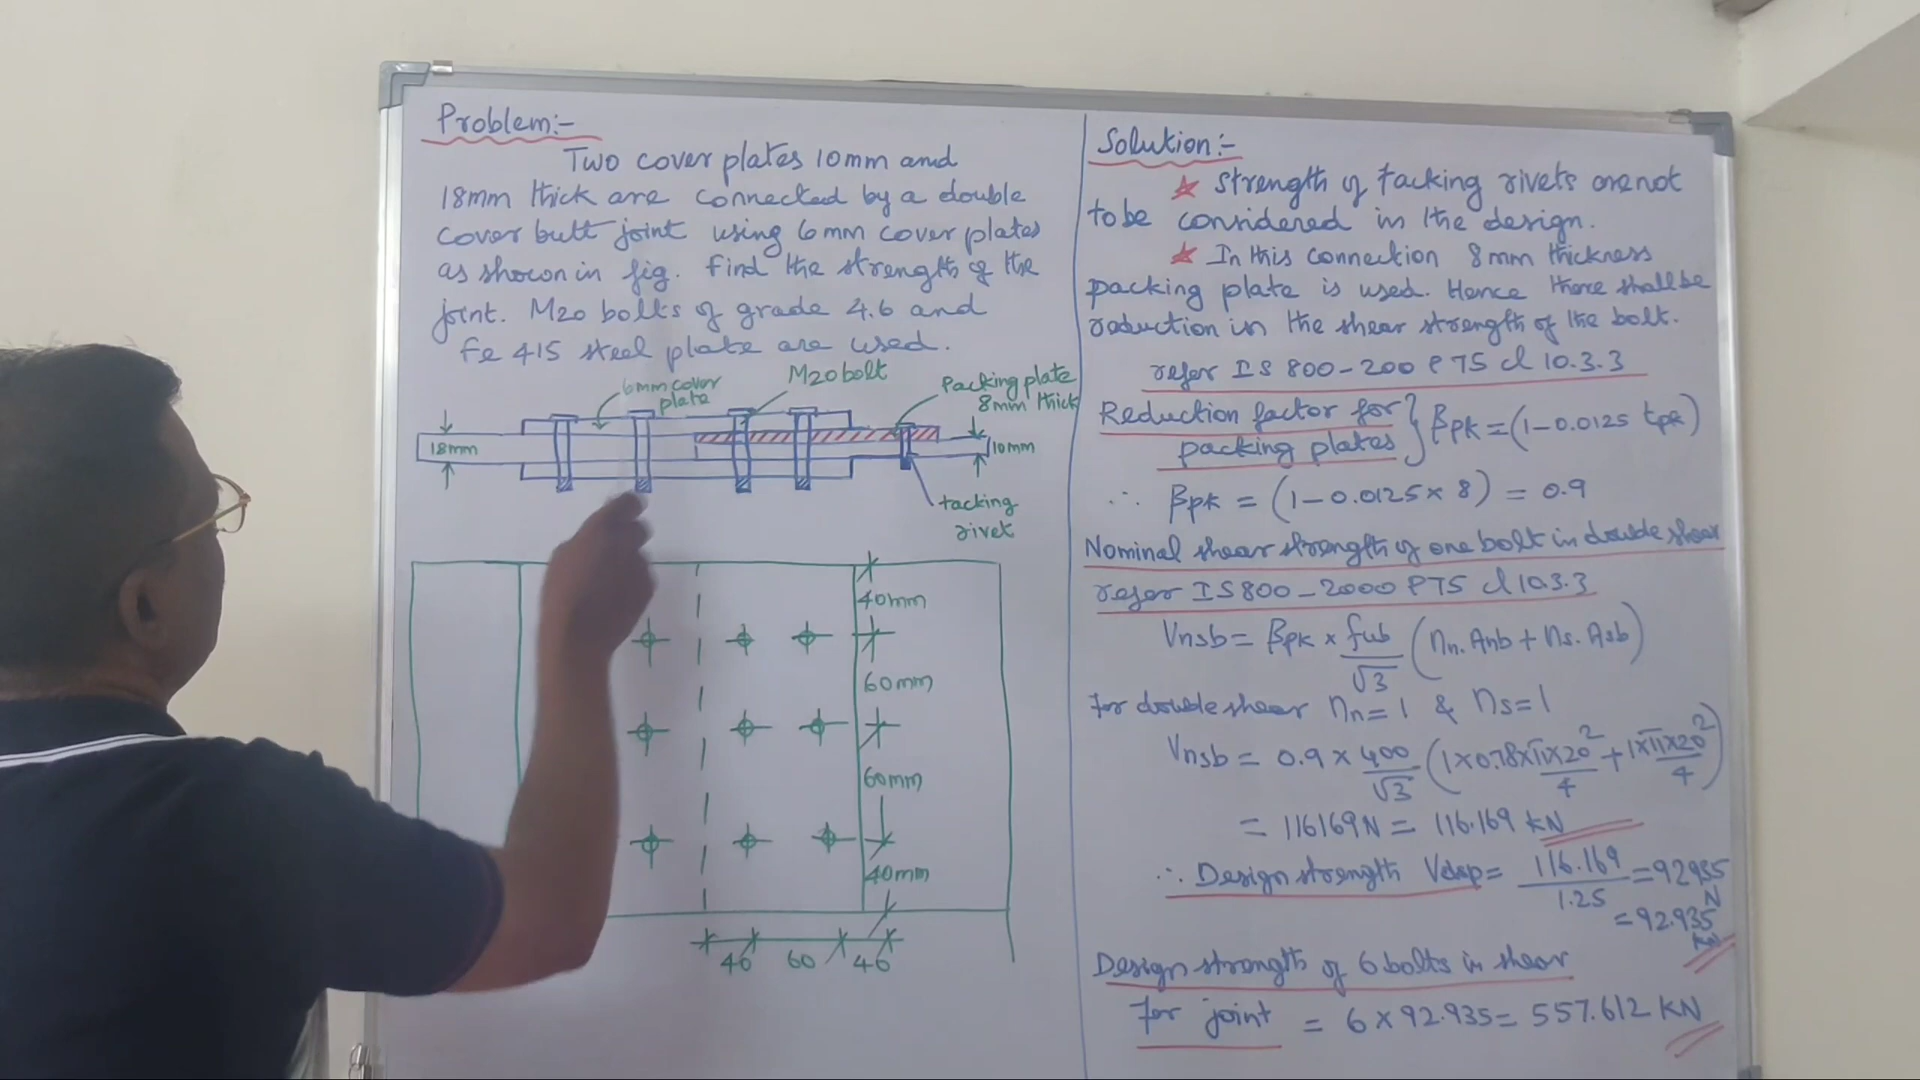 Problem:-
Two cover plates 10mm and
18mm thick are connected by a double
cover butt joint using 6mm cover plates
as shown in fig. Find the strength of the
joint. M20 bolts of grade 4.6 and
Fe 415 steel plate are used.
6mm cover
plate
M20 bolt
Packing plate
8mm thick
18mm
10mm
tacking
rivet
40mm
60mm
60mm
40mm
40 60 40
Solution:-
★ Strength of tacking rivets are not
to be considered in the design.
★ In this connection 8mm thickness
packing plate is used. Hence there shall be
reduction in the shear strength of the bolt.
refer IS 800-200 P75 cl 10.3.3
Reduction factor for
packing plates } βpk = (1-0.0125 tpk)
∴ βpk = (1-0.0125×8) = 0.9
Nominal shear strength of one bolt in double shear
refer IS 800-2000 P75 cl 10.3.3
Vnsb = βpk × fub/√3 (nn.Anb + ns.Asb)
For double shear nn=1 & ns=1
Vnsb = 0.9 × 400/√3 (1×0.78×π×20²/4 + 1×π×20²/4)
= 116169N = 116.169 KN
∴ Design strength Vdsp = 116.169/1.25 = 92935 N
= 92.935 KN
Design strength of 6 bolts in shear
For joint = 6 × 92.935 = 557.612 KN